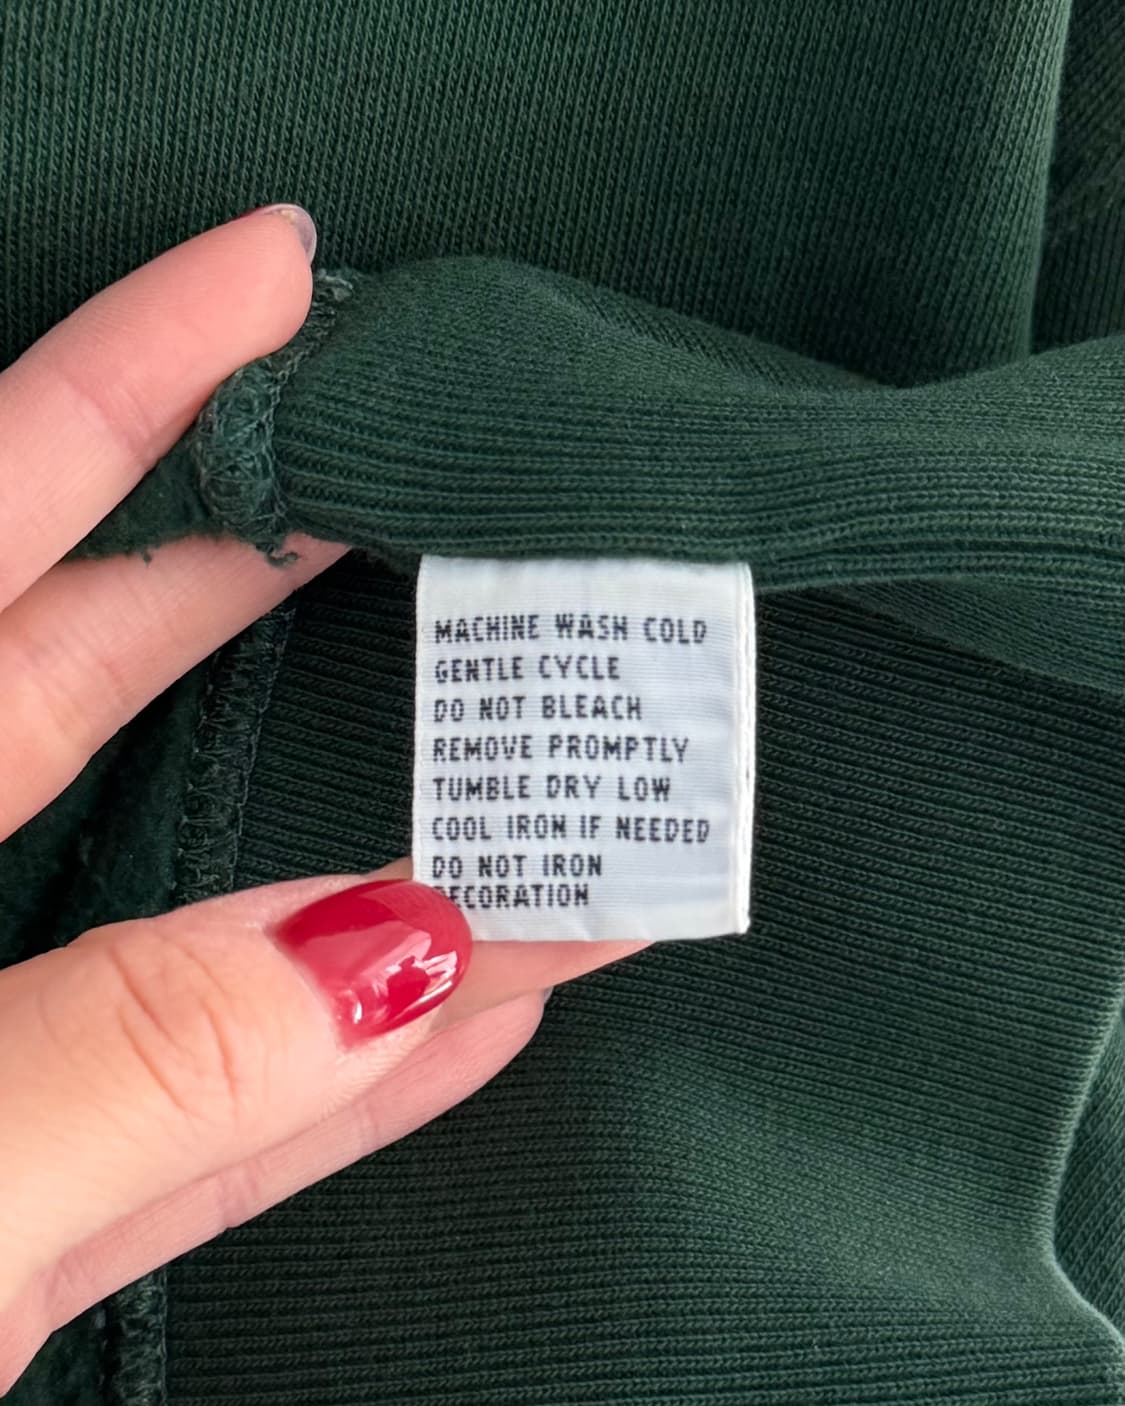 MACHINE WASH COLD
GENTLE CYCLE
DO NOT BLEACH
REMOVE PROMPTLY
TUMBLE DRY LOW
COOL IRON IF NEEDED
DO NOT IRON
DECORATION